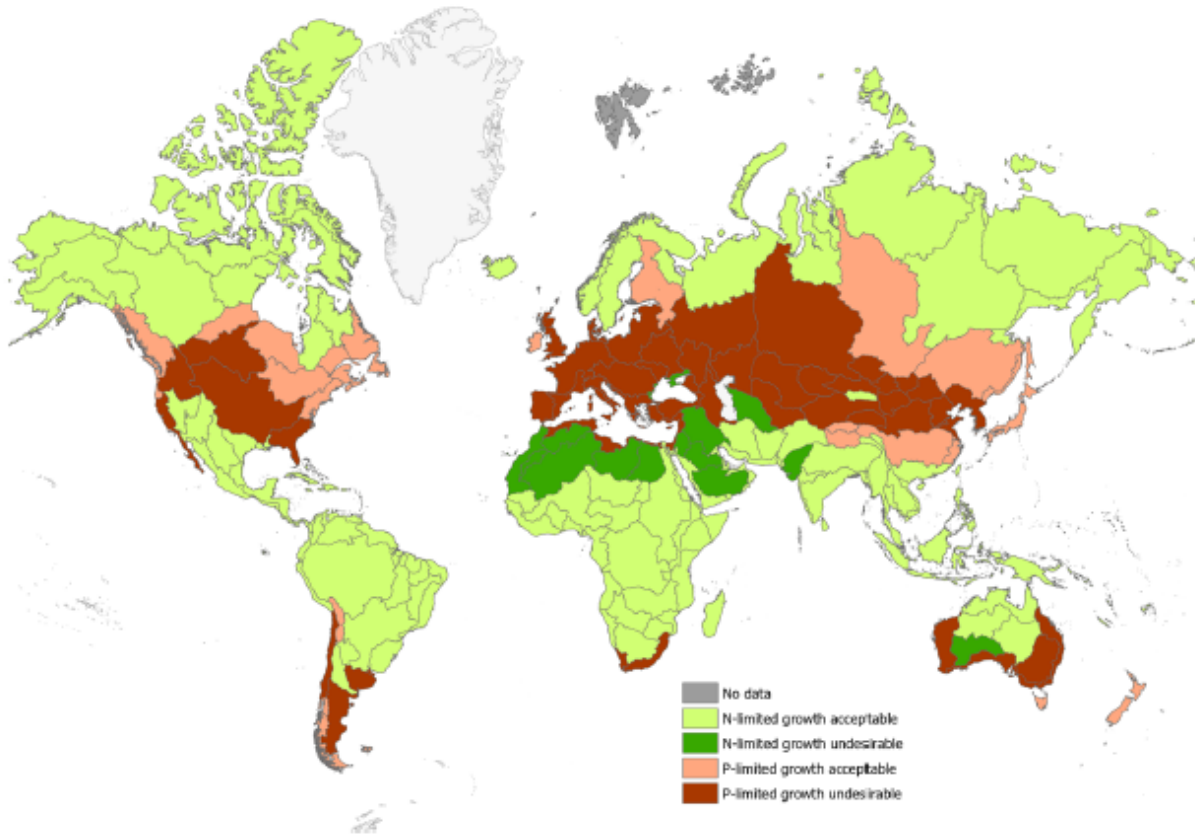 No data
N-limited growth acceptable
N-limited growth undesirable
P-limited growth acceptable
P-limited growth undesirable